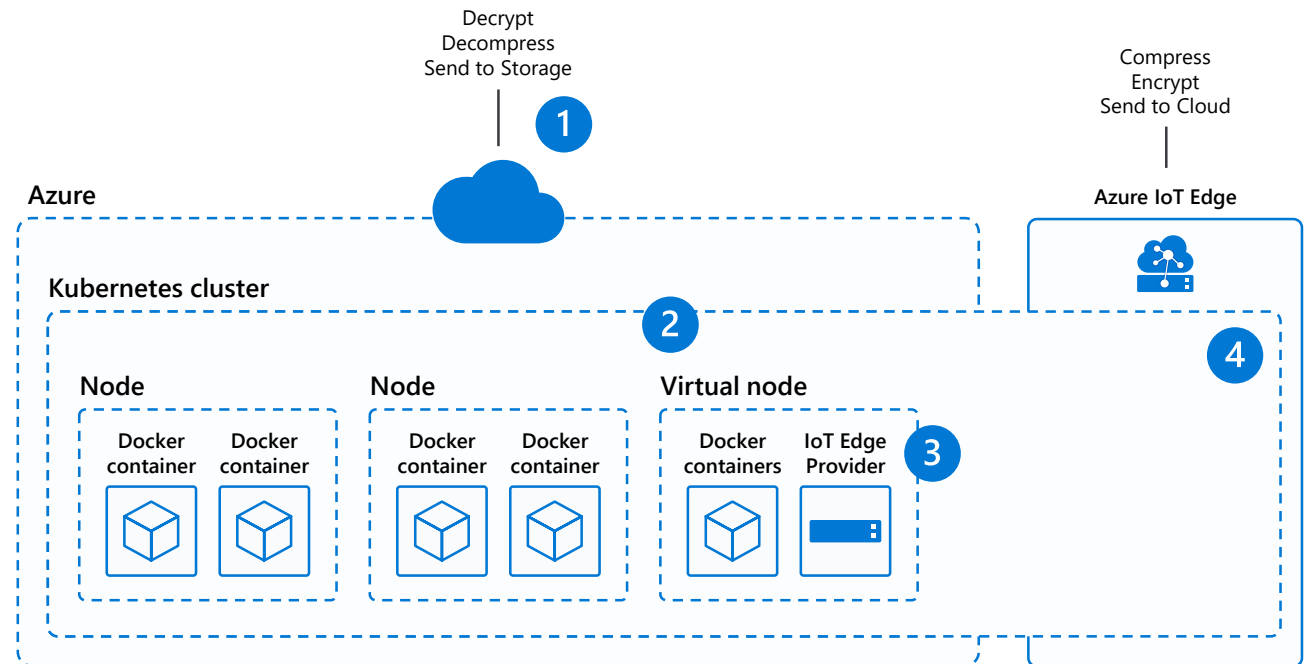 Decrypt
Decompress
Send to Storage
1
Compress
Encrypt
Send to Cloud
Azure
Azure IoT Edge
Kubernetes cluster
2
4
Node
Node
Virtual node
Docker
container
Docker
container
Docker
container
Docker
container
Docker
containers
IoT Edge
Provider
3